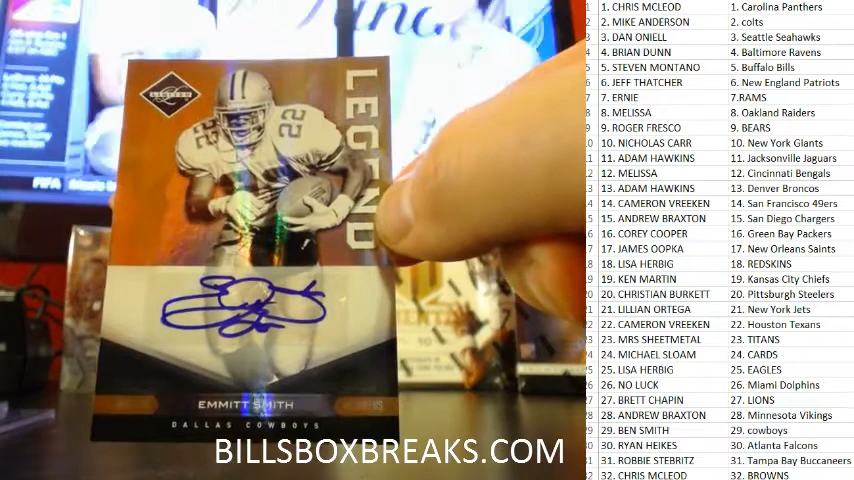 LIMITED
LEGEND
22
22
EMMITT SMITH
DALLAS COWBOYS
BILLSBOXBREAKS.COM
FIFA
1. CHRIS MCLEOD 1. Carolina Panthers
2. MIKE ANDERSON 2. colts
3. DAN ONIELL 3. Seattle Seahawks
4. BRIAN DUNN 4. Baltimore Ravens
5. STEVEN MONTANO 5. Buffalo Bills
6. JEFF THATCHER 6. New England Patriots
7. ERNIE 7.RAMS
8. MELISSA 8. Oakland Raiders
9. ROGER FRESCO 9. BEARS
10. NICHOLAS CARR 10. New York Giants
11. ADAM HAWKINS 11. Jacksonville Jaguars
12. MELISSA 12. Cincinnati Bengals
13. ADAM HAWKINS 13. Denver Broncos
14. CAMERON VREEKEN 14. San Francisco 49ers
15. ANDREW BRAXTON 15. San Diego Chargers
16. COREY COOPER 16. Green Bay Packers
17. JAMES OOPKA 17. New Orleans Saints
18. LISA HERBIG 18. REDSKINS
19. KEN MARTIN 19. Kansas City Chiefs
20. CHRISTIAN BURKETT 20. Pittsburgh Steelers
21. LILLIAN ORTEGA 21. New York Jets
22. CAMERON VREEKEN 22. Houston Texans
23. MRS SHEETMETAL 23. TITANS
24. MICHAEL SLOAM 24. CARDS
25. LISA HERBIG 25. EAGLES
26. NO LUCK 26. Miami Dolphins
27. BRETT CHAPIN 27. LIONS
28. ANDREW BRAXTON 28. Minnesota Vikings
29. BEN SMITH 29. cowboys
30. RYAN HEIKES 30. Atlanta Falcons
31. ROBBIE STEBRITZ 31. Tampa Bay Buccaneers
32. CHRIS MCLEOD 32. BROWNS